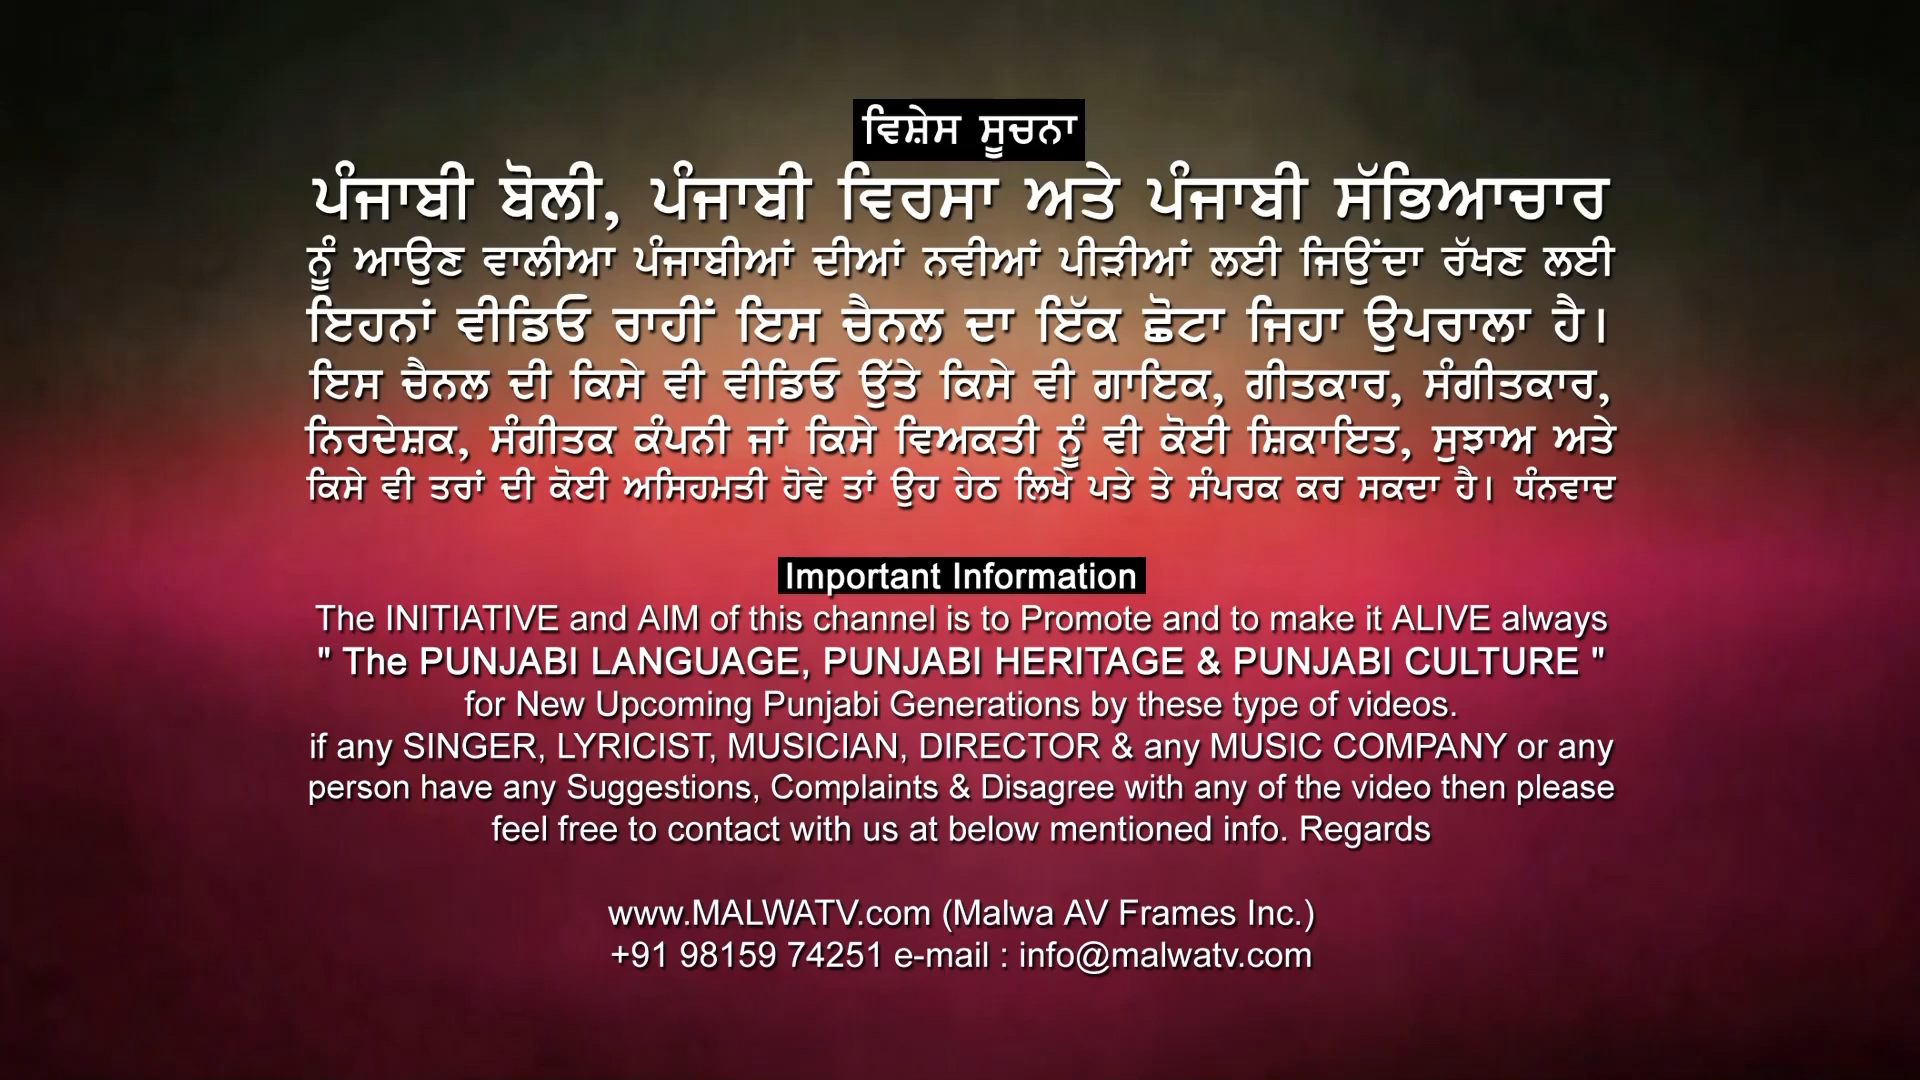 ਵਿਸ਼ੇਸ ਸੂਚਨਾ
ਪੰਜਾਬੀ ਬੋਲੀ, ਪੰਜਾਬੀ ਵਿਰਸਾ ਅਤੇ ਪੰਜਾਬੀ ਸੱਭਿਆਚਾਰ
ਨੂੰ ਆਉਣ ਵਾਲੀਆ ਪੰਜਾਬੀਆਂ ਦੀਆਂ ਨਵੀਆਂ ਪੀੜੀਆਂ ਲਈ ਜਿਉਂਦਾ ਰੱਖਣ ਲਈ
ਇਹਨਾਂ ਵੀਡਿਓ ਰਾਹੀਂ ਇਸ ਚੈਨਲ ਦਾ ਇੱਕ ਛੋਟਾ ਜਿਹਾ ਉਪਰਾਲਾ ਹੈ।
ਇਸ ਚੈਨਲ ਦੀ ਕਿਸੇ ਵੀ ਵੀਡਿਓ ਉੱਤੇ ਕਿਸੇ ਵੀ ਗਾਇਕ, ਗੀਤਕਾਰ, ਸੰਗੀਤਕਾਰ,
ਨਿਰਦੇਸ਼ਕ, ਸੰਗੀਤਕ ਕੰਪਨੀ ਜਾਂ ਕਿਸੇ ਵਿਅਕਤੀ ਨੂੰ ਵੀ ਕੋਈ ਸ਼ਿਕਾਇਤ, ਸੁਝਾਅ ਅਤੇ
ਕਿਸੇ ਵੀ ਤਰਾਂ ਦੀ ਕੋਈ ਅਸਿਹਮਤੀ ਹੋਵੇ ਤਾਂ ਉਹ ਹੇਠ ਲਿਖੇ ਪਤੇ ਤੇ ਸੰਪਰਕ ਕਰ ਸਕਦਾ ਹੈ। ਧੰਨਵਾਦ
Important Information
The INITIATIVE and AIM of this channel is to Promote and to make it ALIVE always
" The PUNJABI LANGUAGE, PUNJABI HERITAGE & PUNJABI CULTURE "
for New Upcoming Punjabi Generations by these type of videos.
if any SINGER, LYRICIST, MUSICIAN, DIRECTOR & any MUSIC COMPANY or any
person have any Suggestions, Complaints & Disagree with any of the video then please
feel free to contact with us at below mentioned info. Regards
www.MALWATV.com (Malwa AV Frames Inc.)
+91 98159 74251 e-mail : info@malwatv.com